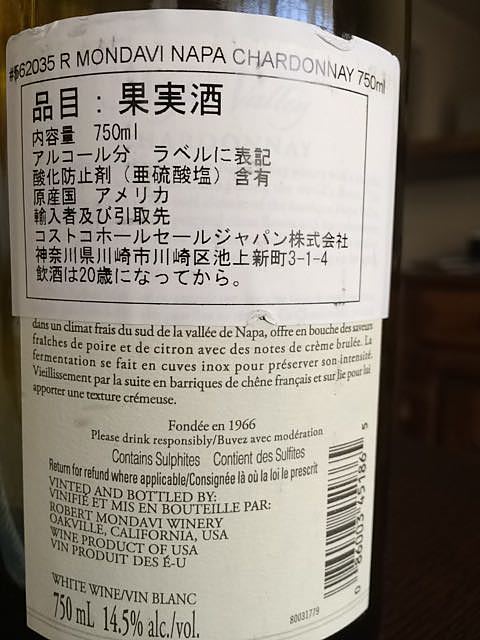 #562035 R MONDAVI NAPA CHARDONNAY 750ml
品目：果実酒
内容量 750ml
アルコール分 ラベルに表記
酸化防止剤（亜硫酸塩）含有
原産国 アメリカ
輸入者及び引取先
コストコホールセールジャパン株式会社
神奈川県川崎市川崎区池上新町3-1-4
飲酒は20歳になってから。
dans un climat frais du sud de la vallée de Napa, offre en bouche des saveurs
fraîches de poire et de citron avec des notes de crème brulée. La
fermentation se fait en cuves inox pour préserver son intensité.
Vieillissement par la suite en barriques de chêne français et sur lie pour lui
apporter une texture crémeuse.
Fondée en 1966
Please drink responsibly/Buvez avec modération
Contains Sulphites Contient des Sulfites
Return for refund where applicable/Consignée là où la loi le prescrit
VINTED AND BOTTLED BY:
VINIFIÉ ET MIS EN BOUTEILLE PAR:
ROBERT MONDAVI WINERY
OAKVILLE, CALIFORNIA, USA
WINE PRODUCT OF USA
VIN PRODUIT DES É-U
WHITE WINE/VIN BLANC
750 mL 14.5% alc./vol.
80031779
0 86003 45186 5